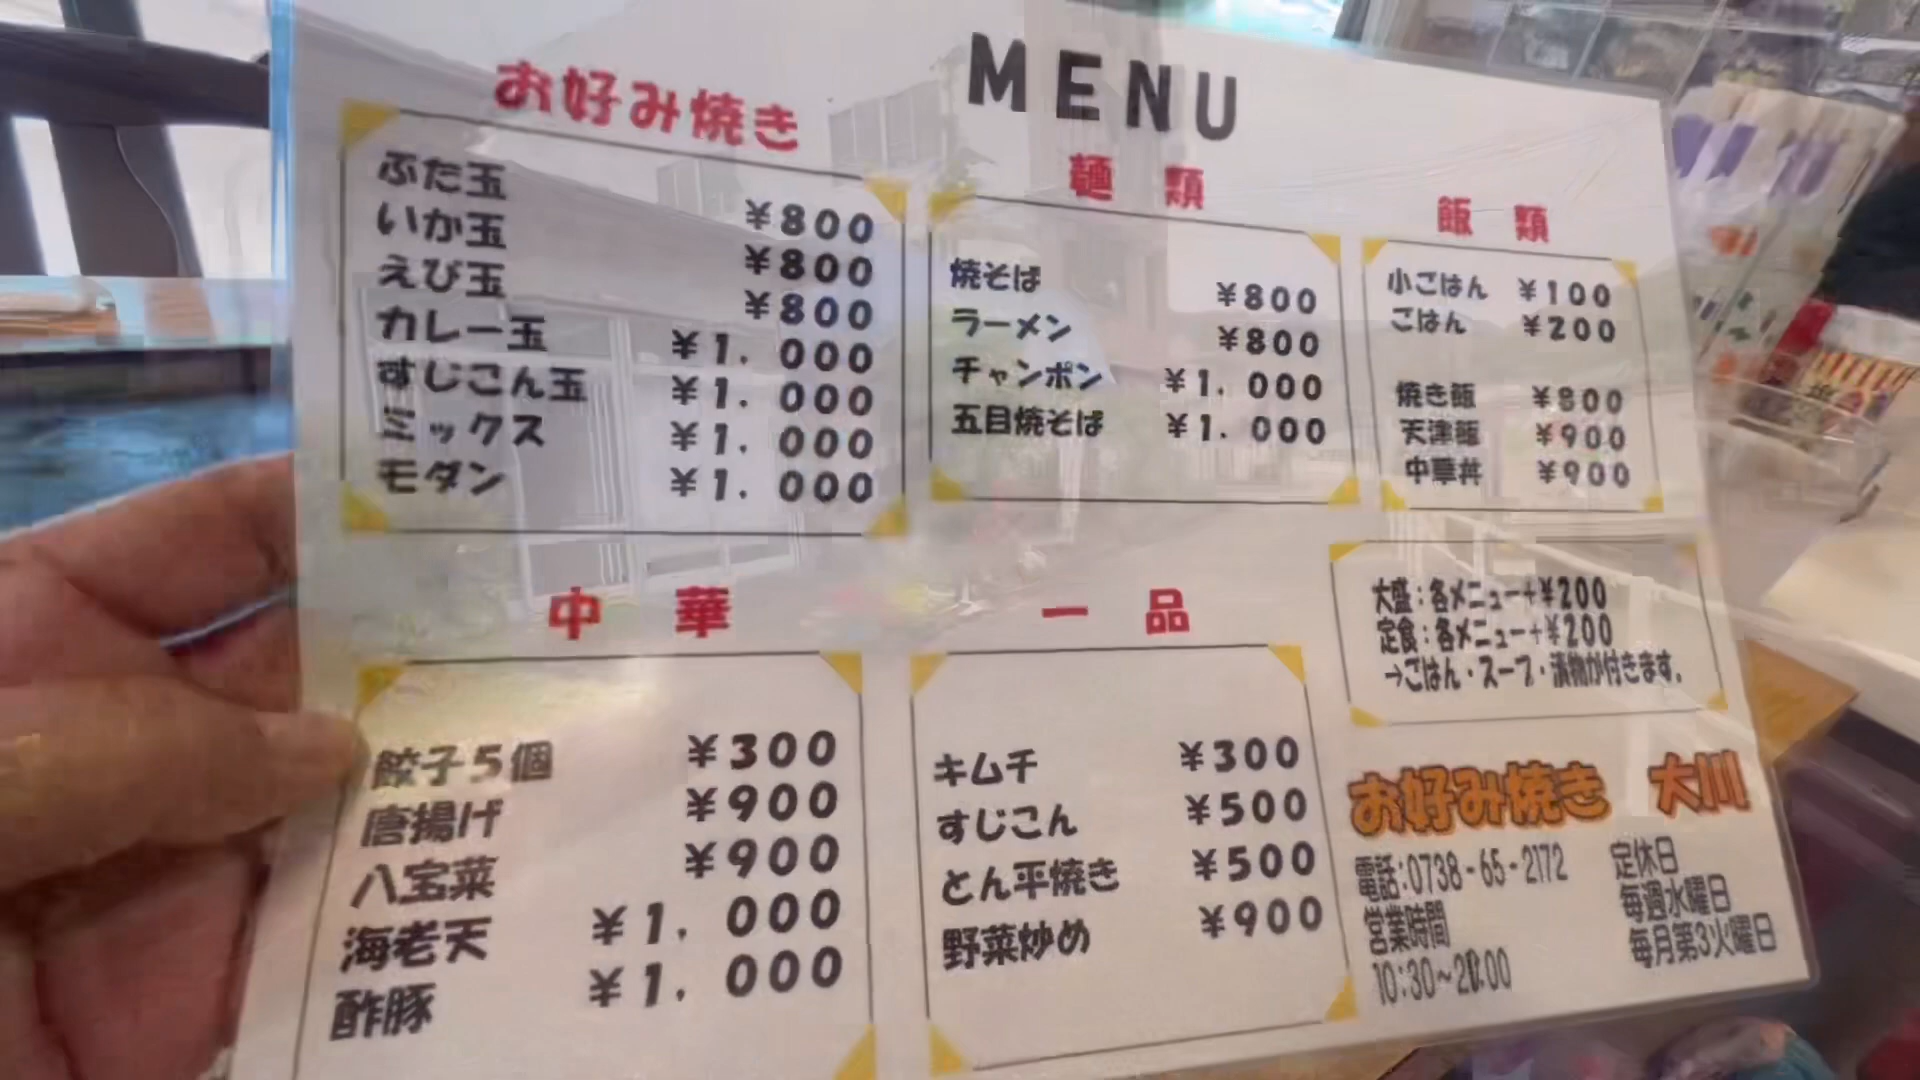 MENU
お好み焼き
ぶた玉 ¥800
いか玉 ¥800
えび玉 ¥800
カレー玉 ¥1,000
すじこん玉 ¥1,000
ミックス ¥1,000
モダン ¥1,000
麺類
焼そば ¥800
ラーメン ¥800
チャンポン ¥1,000
五目焼そば ¥1,000
飯類
小ごはん ¥100
ごはん ¥200
焼き飯 ¥800
天津飯 ¥900
中華丼 ¥900
中華
餃子5個 ¥300
唐揚げ ¥900
八宝菜 ¥900
海老天 ¥1,000
酢豚 ¥1,000
一品
キムチ ¥300
すじこん ¥500
とん平焼き ¥500
野菜炒め ¥900
大盛:各メニュー+¥200
定食:各メニュー+¥200
→ごはん・スープ・漬物が付きます。
お好み焼き 大川
電話:0738-65-2172
営業時間
10:30~20:00
定休日
毎週水曜日
毎月第3火曜日